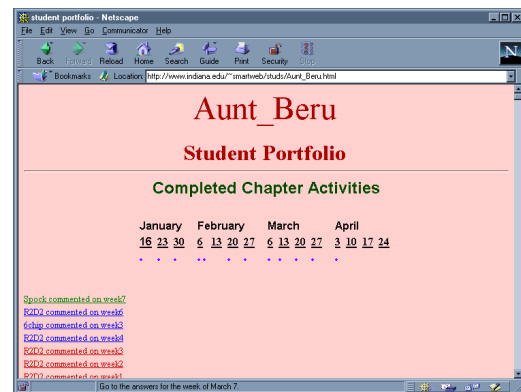 student portfolio - Netscape
File Edit View Go Communicator Help
Back Forward Reload Home Search Guide Print Security Stop
N
Bookmarks Location: http://www.indiana.edu/~smartweb/studs/Aunt_Beru.html
Aunt_Beru
Student Portfolio
Completed Chapter Activities
January February March April
16 23 30 6 13 20 27 6 13 20 27 3 10 17 24
Spock commented on week7
R2D2 commented on week6
6chip commented on week3
R2D2 commented on week4
R2D2 commented on week3
R2D2 commented on week2
R2D2 commented on week1
Go to the answers for the week of March 7.